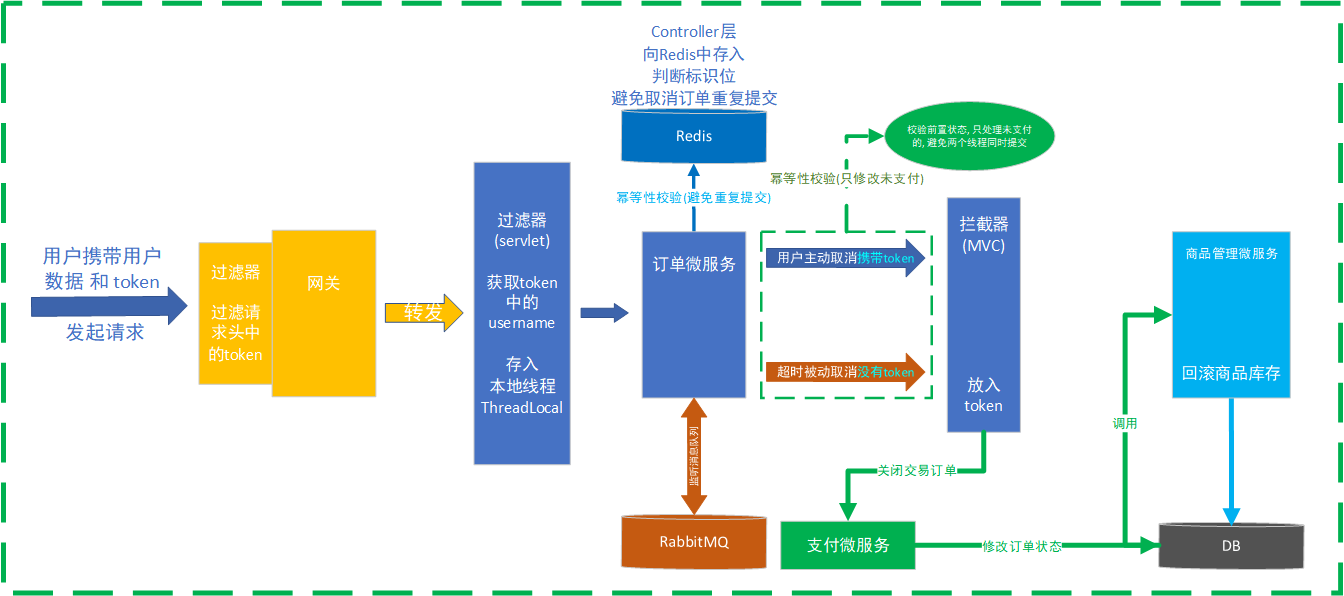 Controller层
向Redis中存入
判断标识位
避免取消订单重复提交
Redis
校验前置状态, 只处理未支付
的, 避免两个线程同时提交
幂等性校验(只修改未支付)
幂等性校验(避免重复提交)
用户携带用户
数据 和 token
发起请求
过滤器
过滤请
求头中
的token
网关
转发
过滤器
(servlet)
获取token
中的
username
存入
本地线程
ThreadLocal
订单微服务
用户主动取消携带token
超时被动取消没有token
拦截器
(MVC)
放入
token
商品管理微服务
回滚商品库存
监听消息队列
RabbitMQ
关闭交易订单
支付微服务
修改订单状态
调用
DB